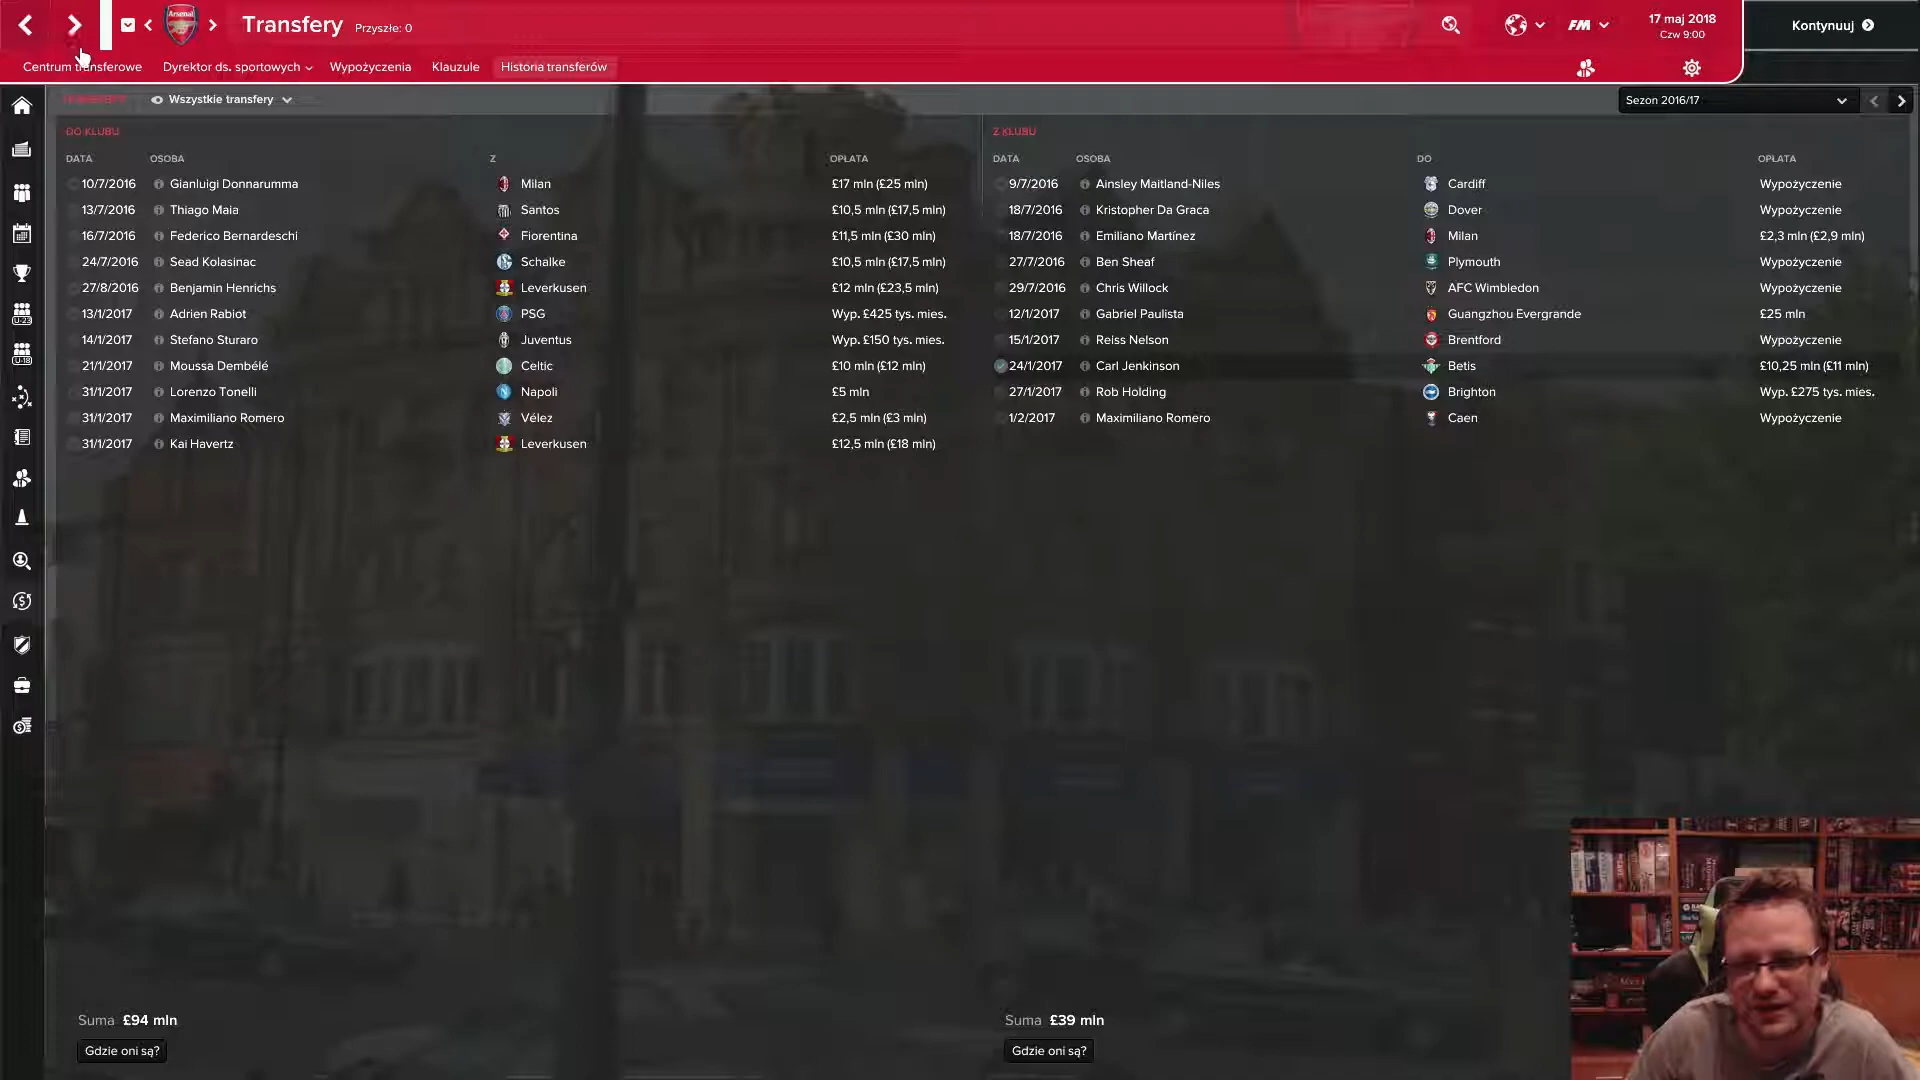 Transfery Przyszłe: 0
FM
17 maj 2018
Czw 9:00
Kontynuuj
Centrum transferowe Dyrektor ds. sportowych Wypożyczenia Klauzule Historia transferów
Wszystkie transfery
Sezon 2016/17
DO KLUBU
DATA OSOBA Z OPŁATA
10/7/2016 Gianluigi Donnarumma Milan £17 mln (£25 mln)
13/7/2016 Thiago Maia Santos £10,5 mln (£17,5 mln)
16/7/2016 Federico Bernardeschi Fiorentina £11,5 mln (£30 mln)
24/7/2016 Sead Kolasinac Schalke £10,5 mln (£17,5 mln)
27/8/2016 Benjamin Henrichs Leverkusen £12 mln (£23,5 mln)
13/1/2017 Adrien Rabiot PSG Wyp. £425 tys. mies.
14/1/2017 Stefano Sturaro Juventus Wyp. £150 tys. mies.
21/1/2017 Moussa Dembélé Celtic £10 mln (£12 mln)
31/1/2017 Lorenzo Tonelli Napoli £5 mln
31/1/2017 Maximiliano Romero Vélez £2,5 mln (£3 mln)
31/1/2017 Kai Havertz Leverkusen £12,5 mln (£18 mln)
Suma £94 mln
Gdzie oni są?
Z KLUBU
DATA OSOBA DO OPŁATA
9/7/2016 Ainsley Maitland-Niles Cardiff Wypożyczenie
18/7/2016 Kristopher Da Graca Dover Wypożyczenie
18/7/2016 Emiliano Martínez Milan £2,3 mln (£2,9 mln)
27/7/2016 Ben Sheaf Plymouth Wypożyczenie
29/7/2016 Chris Willock AFC Wimbledon Wypożyczenie
12/1/2017 Gabriel Paulista Guangzhou Evergrande £25 mln
15/1/2017 Reiss Nelson Brentford Wypożyczenie
24/1/2017 Carl Jenkinson Betis £10,25 mln (£11 mln)
27/1/2017 Rob Holding Brighton Wyp. £275 tys. mies.
1/2/2017 Maximiliano Romero Caen Wypożyczenie
Suma £39 mln
Gdzie oni są?
Arsenal
U-23
U-18